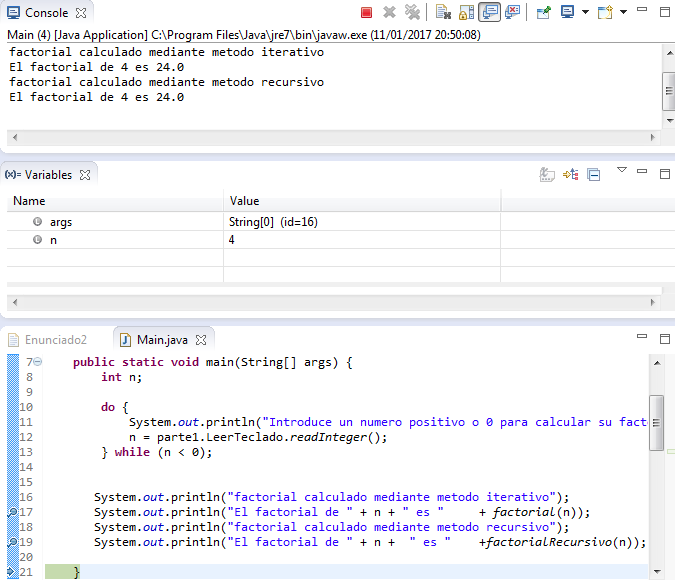 Console
Main (4) [Java Application] C:\Program Files\Java\jre7\bin\javaw.exe (11/01/2017 20:50:08)
factorial calculado mediante metodo iterativo
El factorial de 4 es 24.0
factorial calculado mediante metodo recursivo
El factorial de 4 es 24.0
(x)= Variables
Name Value
args String[0] (id=16)
n 4
Enunciado2 Main.java
7 public static void main(String[] args) {
8 int n;
9
10 do {
11 System.out.println("Introduce un numero positivo o 0 para calcular su fact
12 n = parte1.LeerTeclado.readInteger();
13 } while (n < 0);
14
15
16 System.out.println("factorial calculado mediante metodo iterativo");
17 System.out.println("El factorial de " + n + " es " + factorial(n));
18 System.out.println("factorial calculado mediante metodo recursivo");
19 System.out.println("El factorial de " + n + " es " +factorialRecursivo(n));
20
21 }